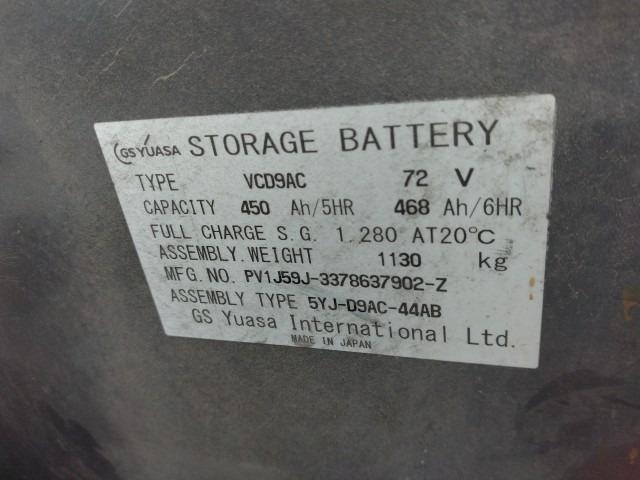 GS YUASA STORAGE BATTERY
TYPE VCD9AC 72 V
CAPACITY 450 Ah/5HR 468 Ah/6HR
FULL CHARGE S.G. 1.280 AT20℃
ASSEMBLY.WEIGHT 1130 kg
MFG.NO. PV1J59J-3378637902-Z
ASSEMBLY TYPE 5YJ-D9AC-44AB
GS Yuasa International Ltd.
MADE IN JAPAN